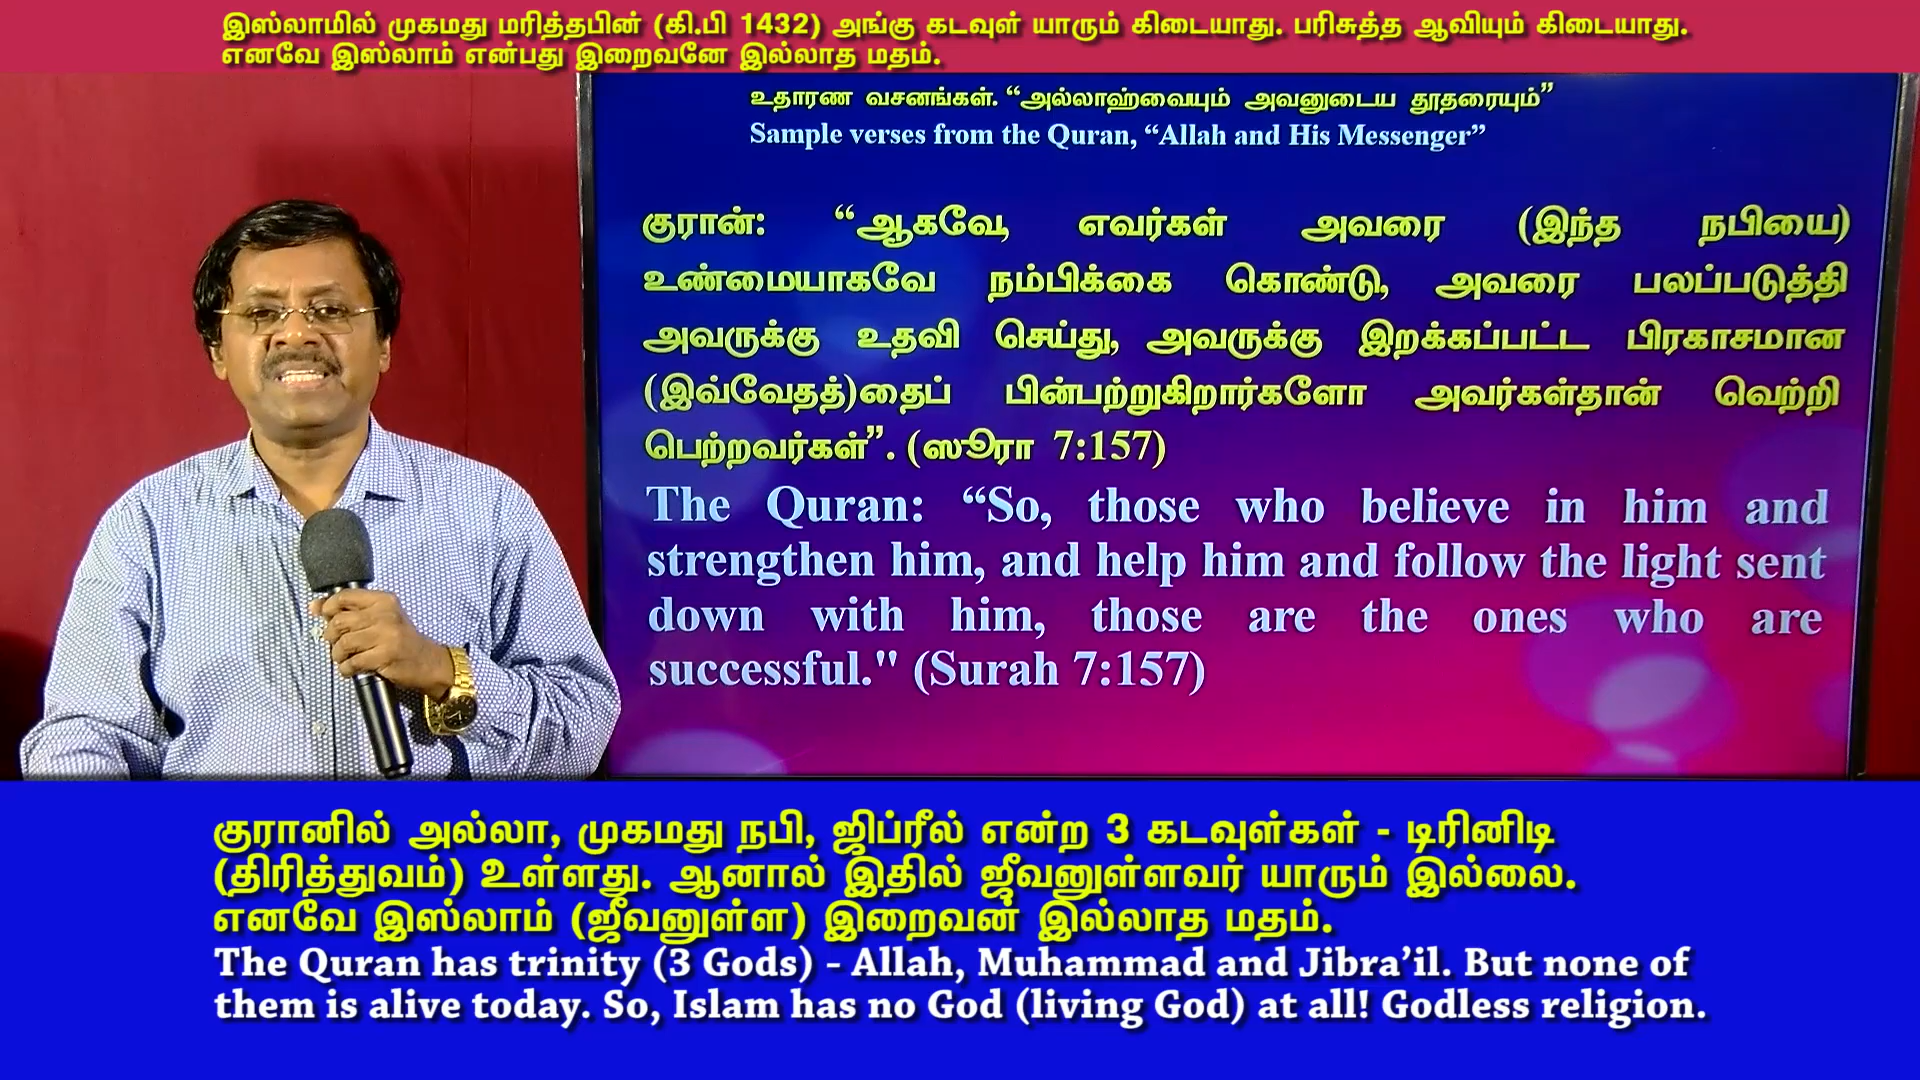 இஸ்லாமில் முகமது மரித்தபின் (கி.பி 1432) அங்கு கடவுள் யாரும் கிடையாது. பரிசுத்த ஆவியும் கிடையாது.
எனவே இஸ்லாம் என்பது இறைவனே இல்லாத மதம்.
உதாரண வசனங்கள். “அல்லாஹ்வையும் அவனுடைய தூதரையும்”
Sample verses from the Quran, “Allah and His Messenger”
குரான்: “ஆகவே, எவர்கள் அவரை (இந்த நபியை)
உண்மையாகவே நம்பிக்கை கொண்டு, அவரை பலப்படுத்தி
அவருக்கு உதவி செய்து, அவருக்கு இறக்கப்பட்ட பிரகாசமான
(இவ்வேதத்)தைப் பின்பற்றுகிறார்களோ அவர்கள்தான் வெற்றி
பெற்றவர்கள்”. (ஸூரா 7:157)
The Quran: “So, those who believe in him and
strengthen him, and help him and follow the light sent
down with him, those are the ones who are
successful." (Surah 7:157)
குரானில் அல்லா, முகமது நபி, ஜிப்ரீல் என்ற 3 கடவுள்கள் - டிரினிடி
(திரித்துவம்) உள்ளது. ஆனால் இதில் ஜீவனுள்ளவர் யாரும் இல்லை.
எனவே இஸ்லாம் (ஜீவனுள்ள) இறைவன் இல்லாத மதம்.
The Quran has trinity (3 Gods) - Allah, Muhammad and Jibra’il. But none of
them is alive today. So, Islam has no God (living God) at all! Godless religion.